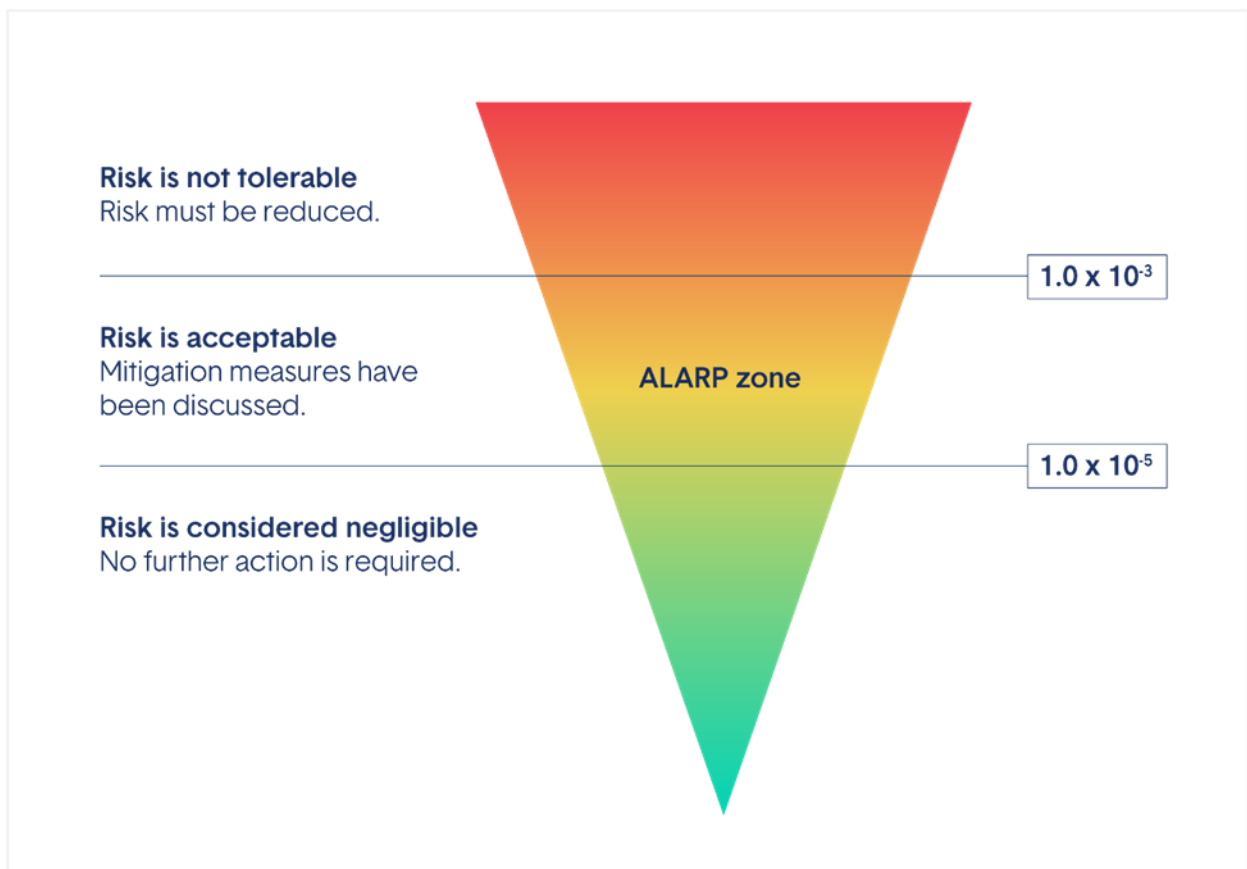 Risk is not tolerable
Risk must be reduced.
1.0 x 10⁻³
Risk is acceptable
Mitigation measures have
been discussed.
ALARP zone
1.0 x 10⁻⁵
Risk is considered negligible
No further action is required.